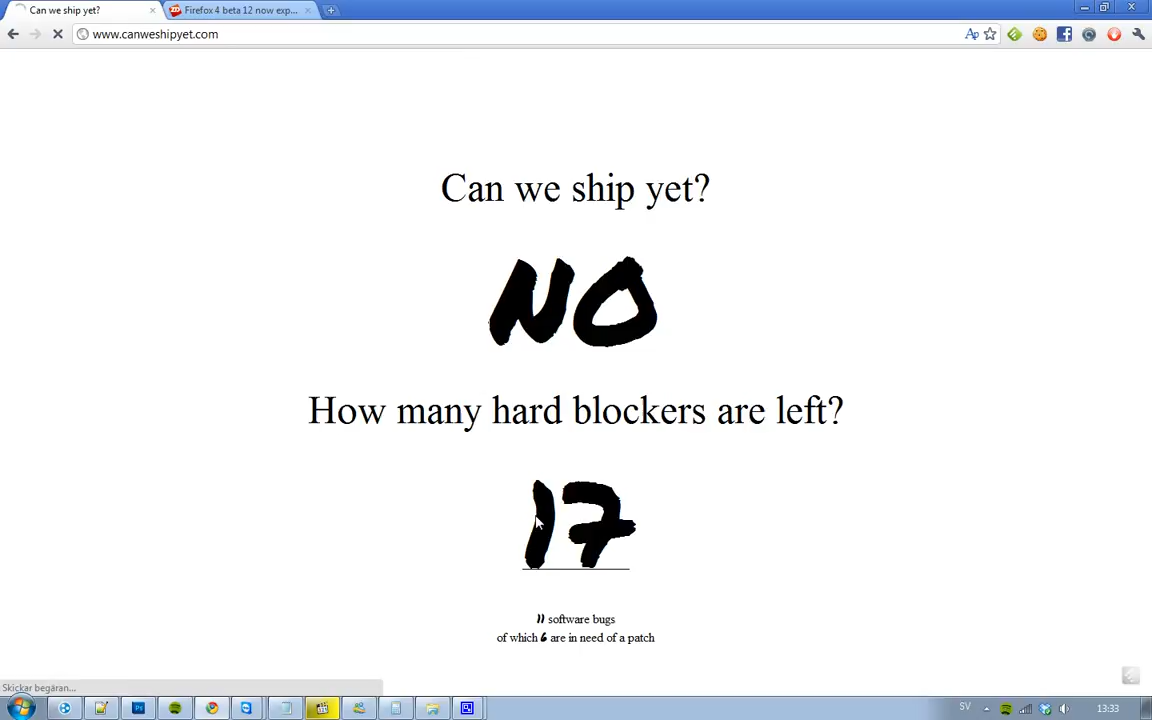 Can we ship yet?
Firefox 4 beta 12 now exp...
www.canweshipyet.com
Can we ship yet?
NO
How many hard blockers are left?
17
11 software bugs
of which 6 are in need of a patch
Skickar begäran...
SV
13:33